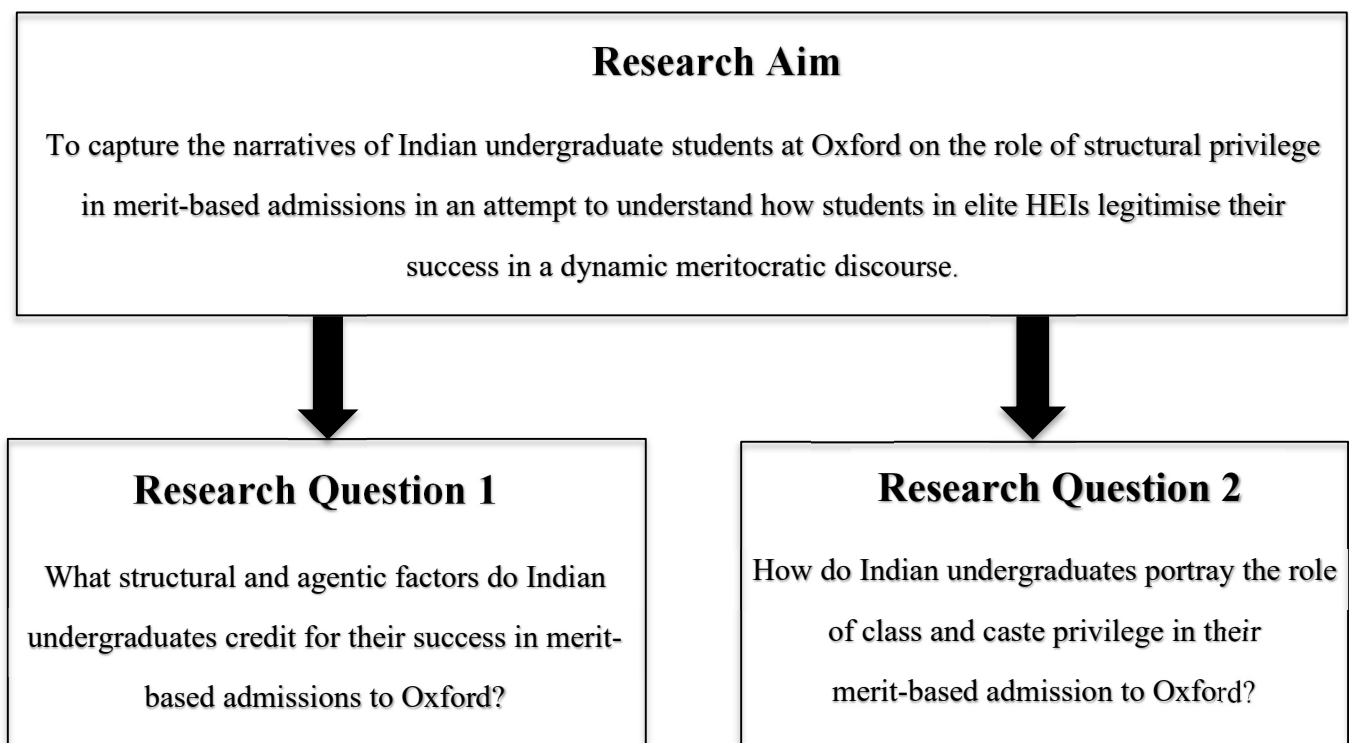 Research Aim
To capture the narratives of Indian undergraduate students at Oxford on the role of structural privilege
in merit-based admissions in an attempt to understand how students in elite HEIs legitimise their
success in a dynamic meritocratic discourse.
Research Question 1
What structural and agentic factors do Indian
undergraduates credit for their success in merit-
based admissions to Oxford?
Research Question 2
How do Indian undergraduates portray the role
of class and caste privilege in their
merit-based admission to Oxford?